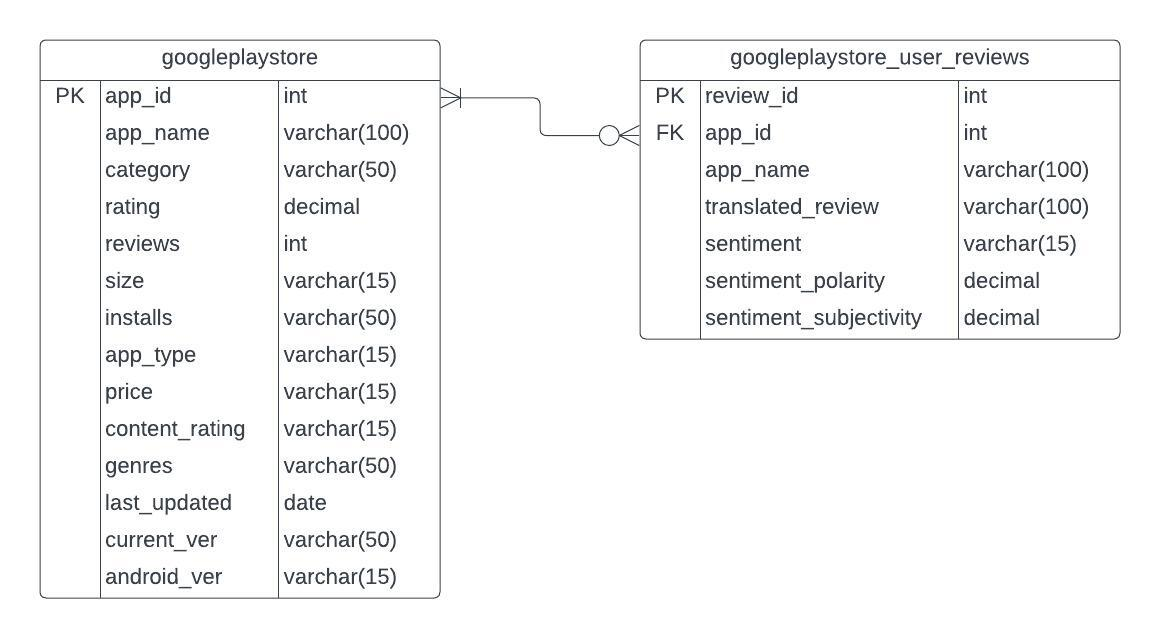 googleplaystore
PK app_id int
app_name varchar(100)
category varchar(50)
rating decimal
reviews int
size varchar(15)
installs varchar(50)
app_type varchar(15)
price varchar(15)
content_rating varchar(15)
genres varchar(50)
last_updated date
current_ver varchar(50)
android_ver varchar(15)
googleplaystore_user_reviews
PK review_id int
FK app_id int
app_name varchar(100)
translated_review varchar(100)
sentiment varchar(15)
sentiment_polarity decimal
sentiment_subjectivity decimal